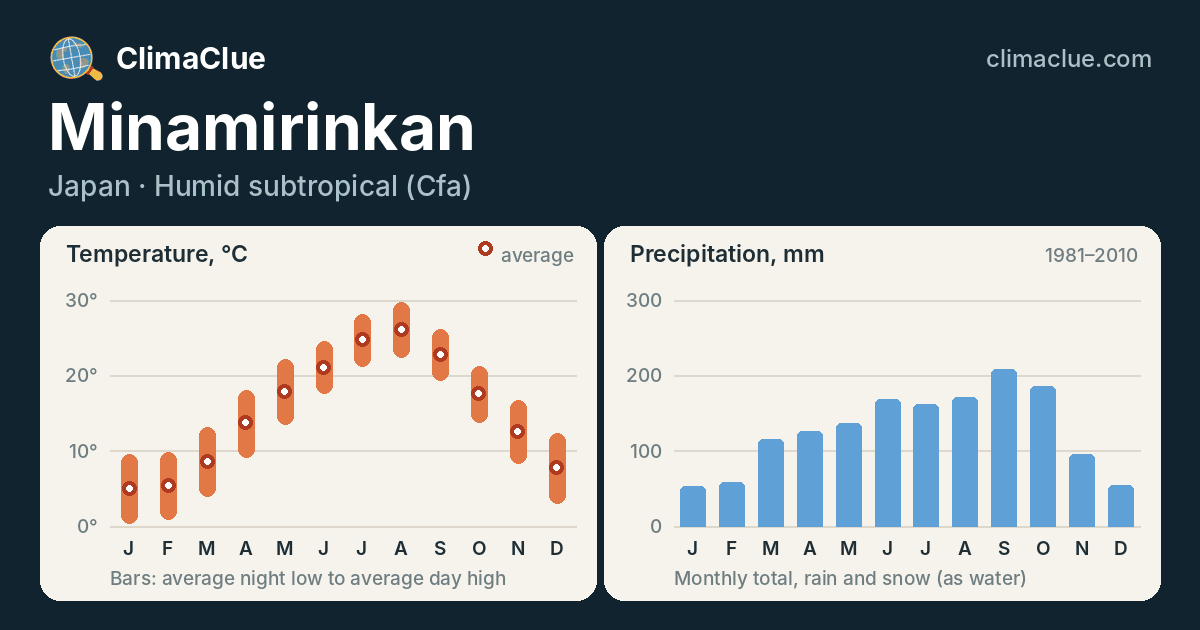 ClimaClue
climaclue.com
Minamirinkan
Japan · Humid subtropical (Cfa)
Temperature, °C
average
30°
20°
10°
0°
J F M A M J J A S O N D
Bars: average night low to average day high
Precipitation, mm
1981–2010
300
200
100
0
J F M A M J J A S O N D
Monthly total, rain and snow (as water)